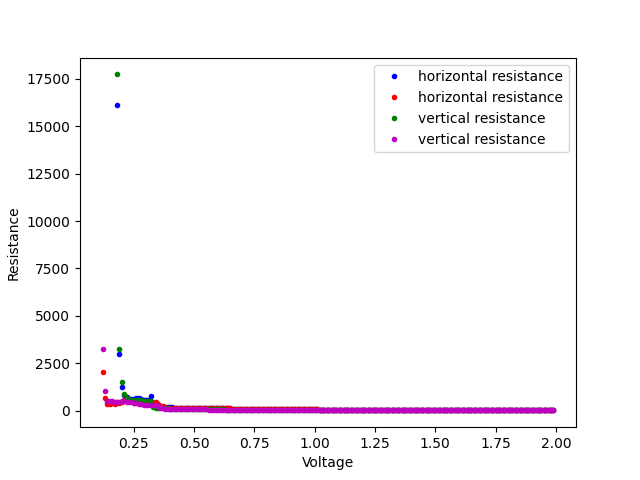 17500
15000
12500
10000
7500
5000
2500
0
Resistance
horizontal resistance
horizontal resistance
vertical resistance
vertical resistance
0.25 0.50 0.75 1.00 1.25 1.50 1.75 2.00
Voltage